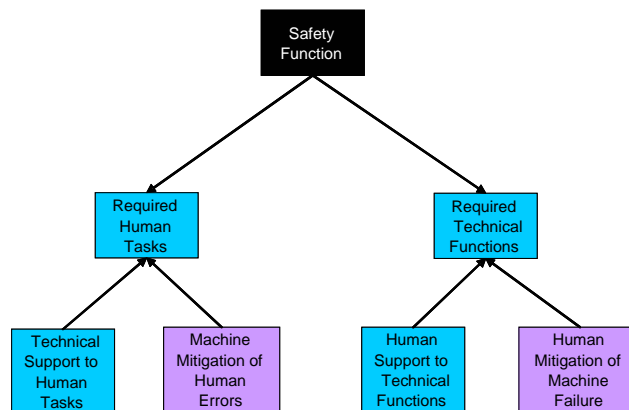 Safety
Function
Required
Human
Tasks
Required
Technical
Functions
Technical
Support to
Human
Tasks
Machine
Mitigation of
Human
Errors
Human
Support to
Technical
Functions
Human
Mitigation of
Machine
Failure